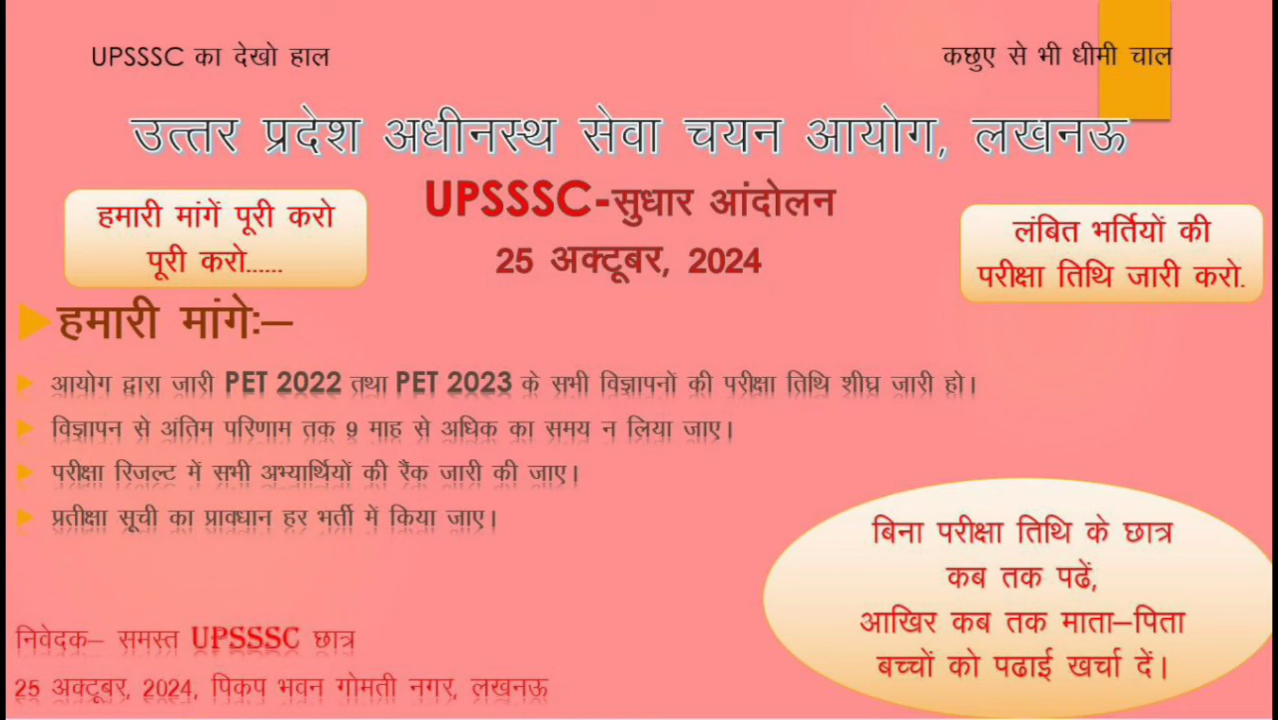 UPSSSC का देखो हाल
कछुए से भी धीमी चाल
उत्तर प्रदेश अधीनस्थ सेवा चयन आयोग, लखनऊ
UPSSSC-सुधार आंदोलन
25 अक्टूबर, 2024
हमारी मांगें पूरी करो
पूरी करो......
लंबित भर्तियों की
परीक्षा तिथि जारी करो.
हमारी मांगे:–
आयोग द्वारा जारी PET 2022 तथा PET 2023 के सभी विज्ञापनों की परीक्षा तिथि शीघ्र जारी हो।
विज्ञापन से अंतिम परिणाम तक 9 माह से अधिक का समय न लिया जाए।
परीक्षा रिजल्ट में सभी अभ्यार्थियों की रैंक जारी की जाए।
प्रतीक्षा सूची का प्रावधान हर भर्ती में किया जाए।
बिना परीक्षा तिथि के छात्र
कब तक पढें,
आखिर कब तक माता–पिता
बच्चों को पढाई खर्चा दें।
निवेदक– समस्त UPSSSC छात्र
25 अक्टूबर, 2024, पिकप भवन गोमती नगर, लखनऊ